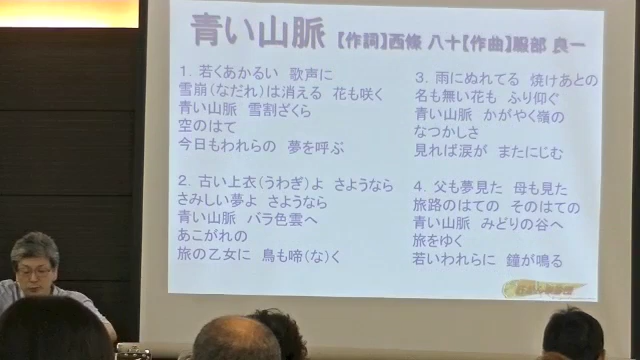 青い山脈 【作詞】西條 八十【作曲】服部 良一
1. 若くあかるい 歌声に
雪崩(なだれ)は消える 花も咲く
青い山脈 雪割ざくら
空のはて
今日もわれらの 夢を呼ぶ
2. 古い上衣(うわぎ)よ さようなら
さみしい夢よ さようなら
青い山脈 バラ色雲へ
あこがれの
旅の乙女に 鳥も啼(な)く
3. 雨にぬれてる 焼けあとの
名も無い花も ふり仰ぐ
青い山脈 かがやく嶺の
なつかしさ
見れば涙が またにじむ
4. 父も夢見た 母も見た
旅路のはての そのはての
青い山脈 みどりの谷へ
旅をゆく
若いわれらに 鐘が鳴る